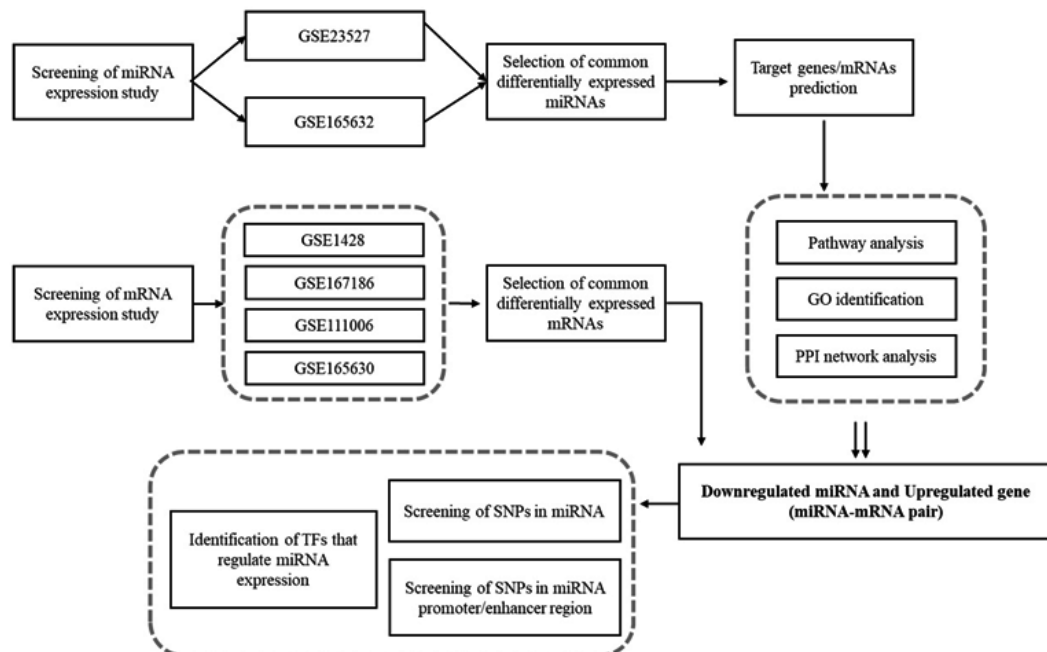 GSE23527
Screening of miRNA
expression study
GSE165632
Selection of common
differentially expressed
miRNAs
Target genes/mRNAs
prediction
Screening of mRNA
expression study
GSE1428
GSE167186
GSE111006
GSE165630
Selection of common
differentially expressed
mRNAs
Pathway analysis
GO identification
PPI network analysis
Downregulated miRNA and Upregulated gene
(miRNA-mRNA pair)
Identification of TFs that
regulate miRNA
expression
Screening of SNPs in miRNA
Screening of SNPs in miRNA
promoter/enhancer region